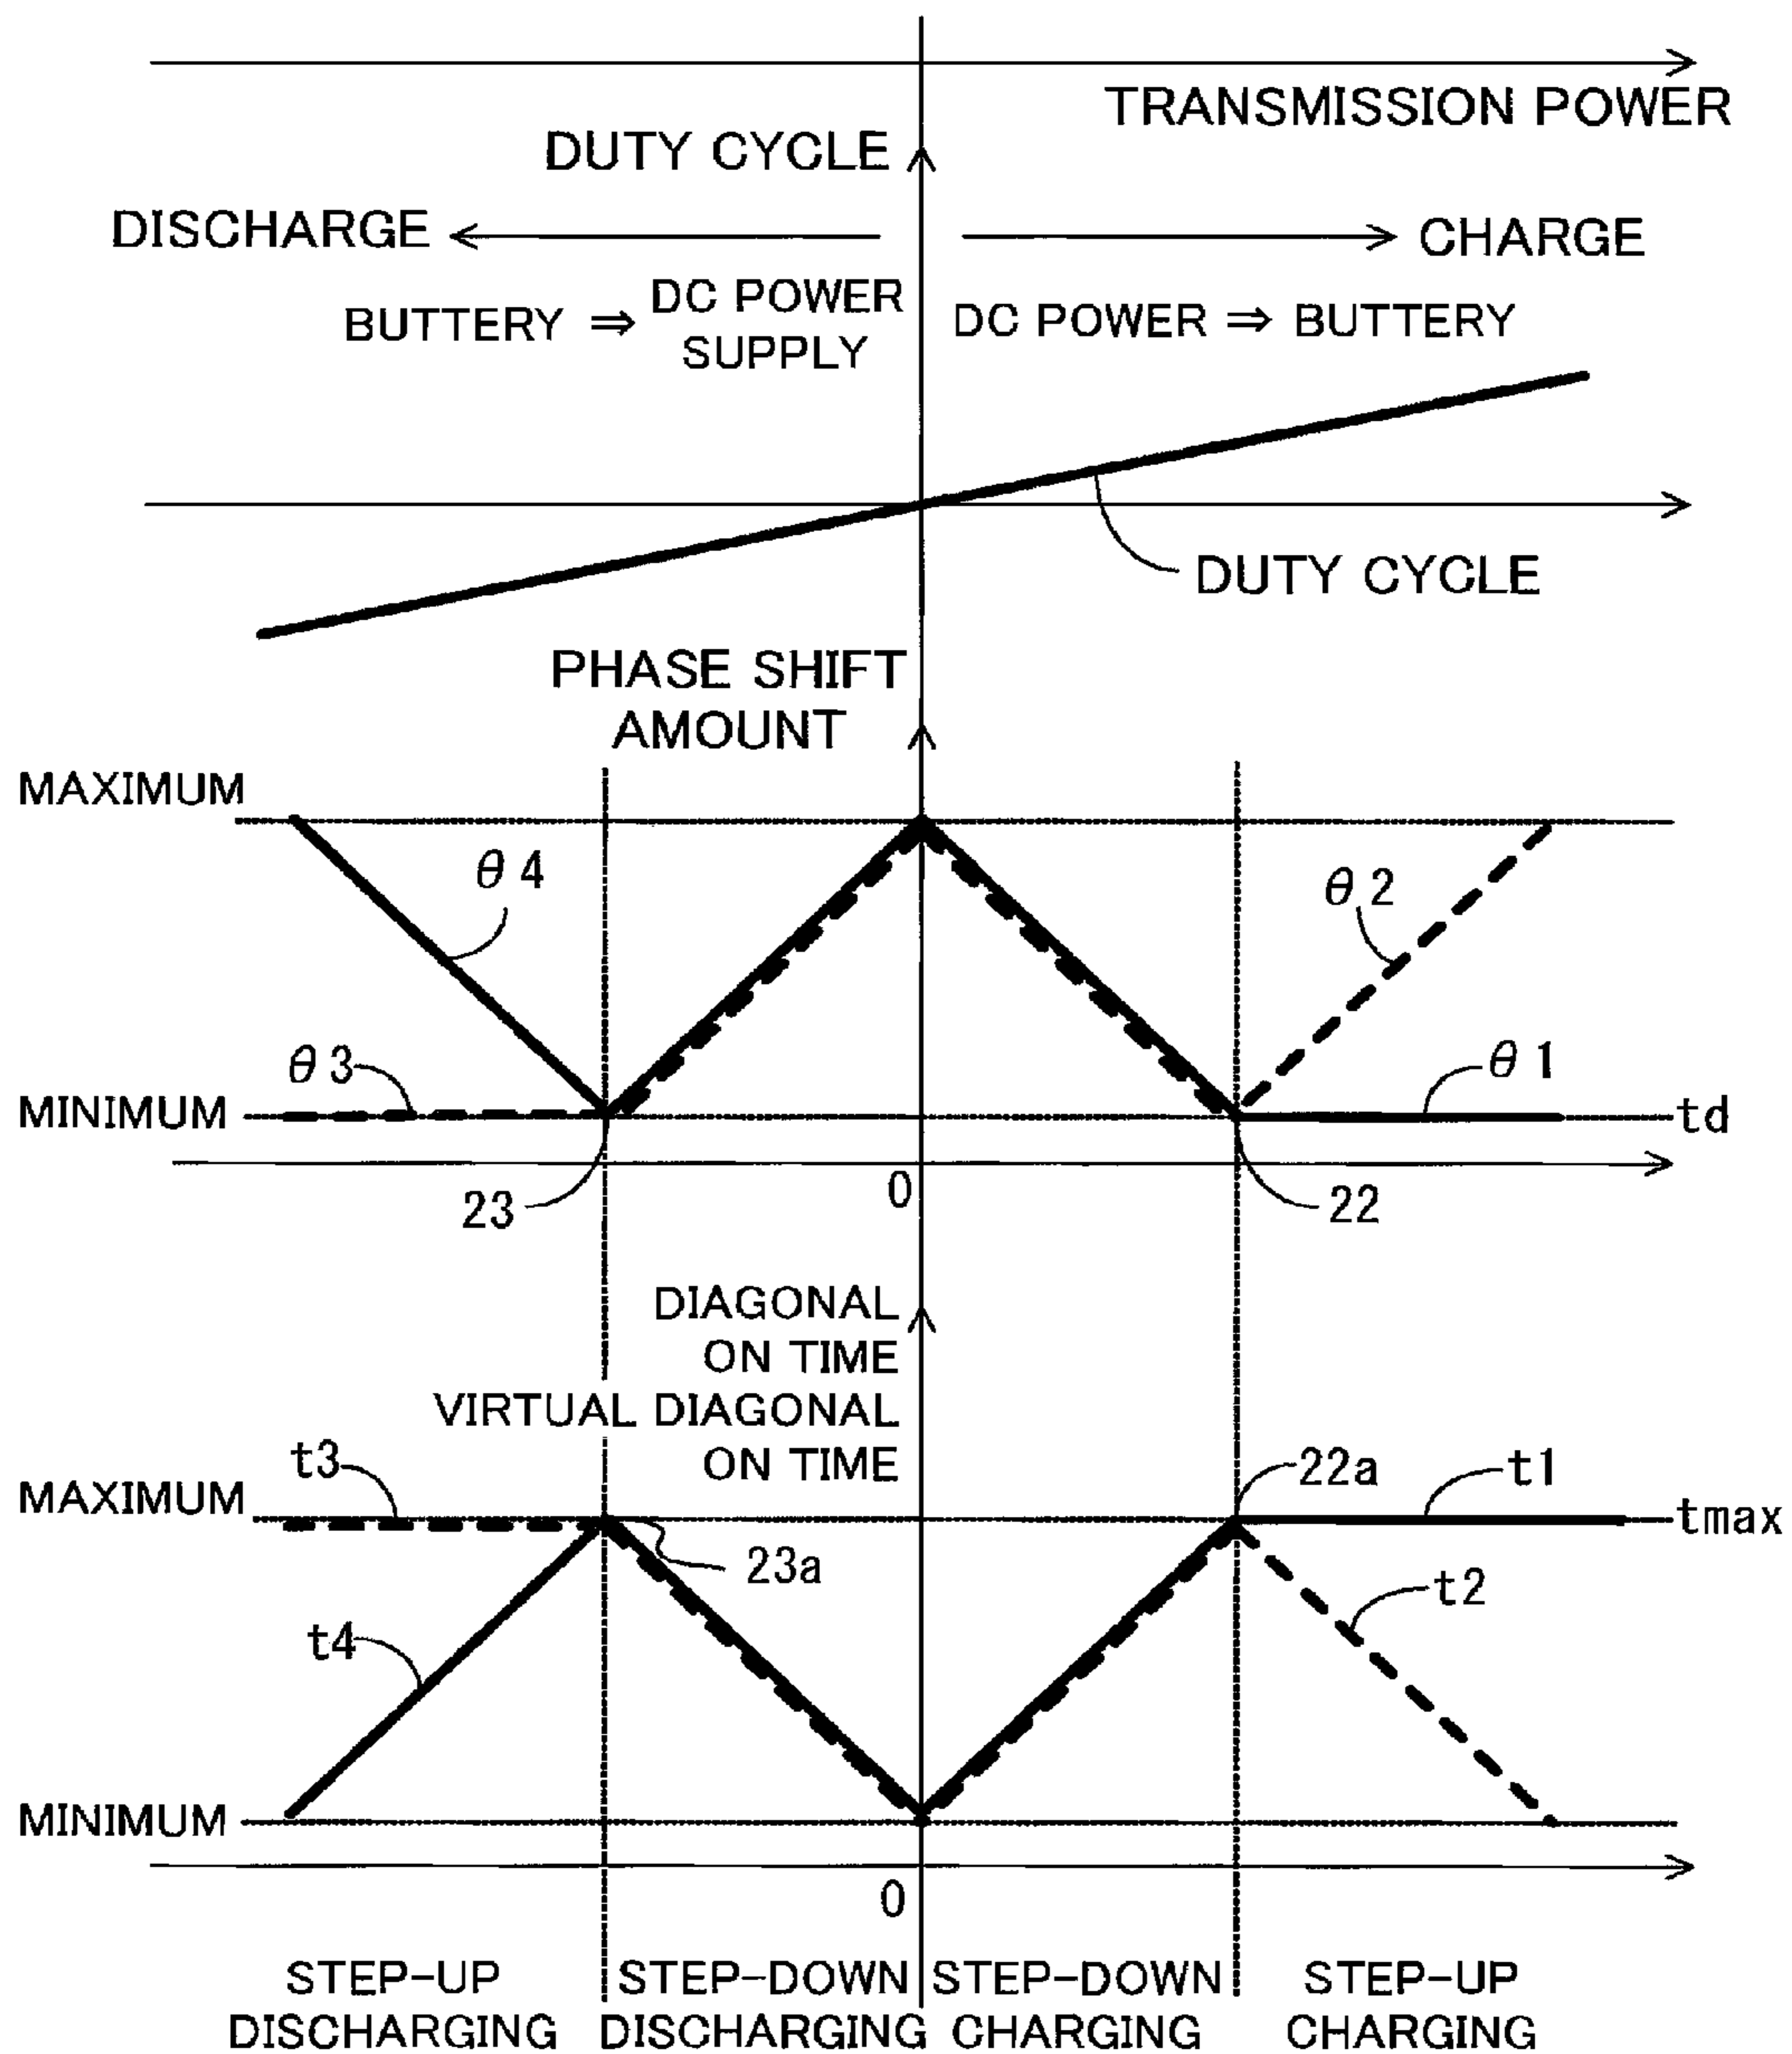 TRANSMISSION POWER
DUTY CYCLE
DISCHARGE
CHARGE
BUTTERY ⇒ DC POWER SUPPLY
DC POWER ⇒ BUTTERY
DUTY CYCLE
PHASE SHIFT
AMOUNT
MAXIMUM
θ4
θ2
θ3
θ1
MINIMUM
td
23
0
22
DIAGONAL
ON TIME
VIRTUAL DIAGONAL
ON TIME
t3
22a
t1
MAXIMUM
tmax
23a
t2
t4
MINIMUM
0
STEP-UP
DISCHARGING
STEP-DOWN
DISCHARGING
STEP-DOWN
CHARGING
STEP-UP
CHARGING